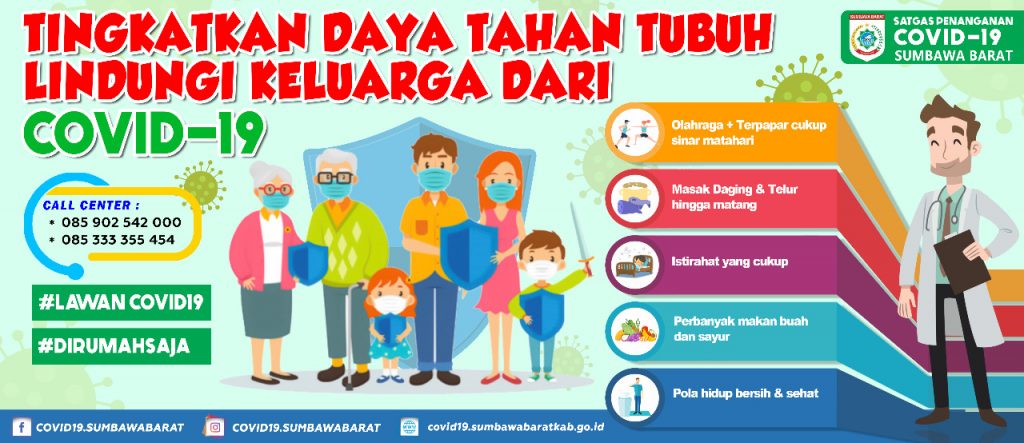 TINGKATKAN DAYA TAHAN TUBUH
LINDUNGI KELUARGA DARI
COVID-19
SATGAS PENANGANAN
COVID-19
SUMBAWA BARAT
CALL CENTER :
* 085 902 542 000
* 085 333 355 454
#LAWAN COVID19
#DIRUMAHSAJA
Olahraga + Terpapar cukup
sinar matahari
Masak Daging & Telur
hingga matang
Istirahat yang cukup
Perbanyak makan buah
dan sayur
Pola hidup bersih & sehat
COVID19.SUMBAWABARAT
COVID19.SUMBAWABARAT
covid19.sumbawabaratkab.go.id